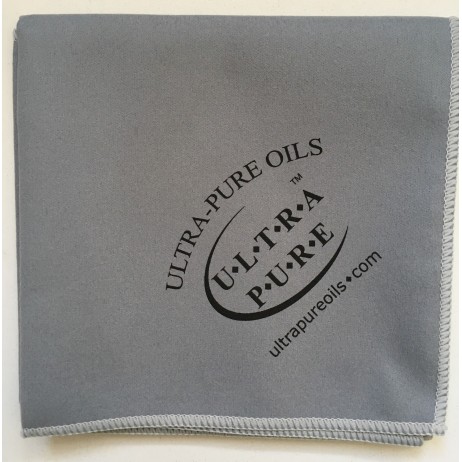 ULTRA-PURE OILS
™
U·L·T·R·A
P·U·R·E
ultrapureoils·com